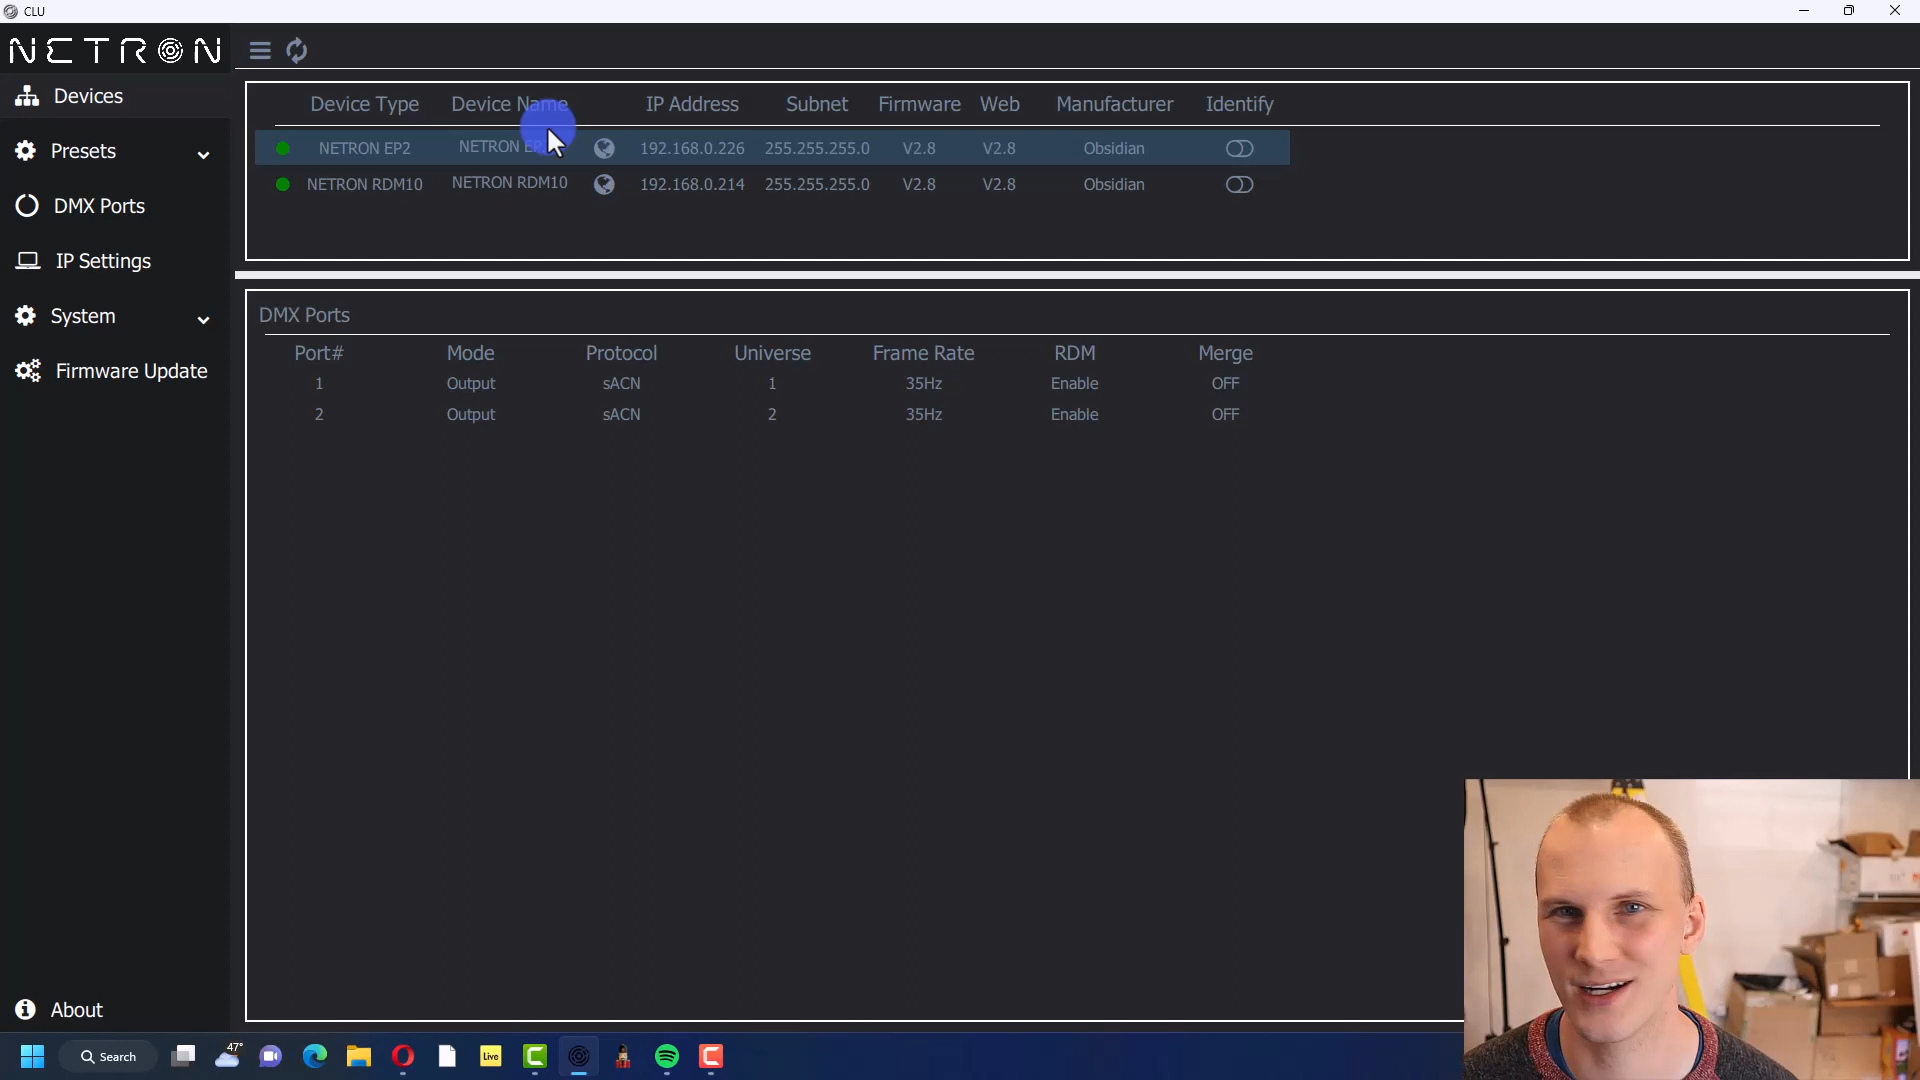 CLU
NETRON
Devices
Presets
DMX Ports
IP Settings
System
Firmware Update
About
Device Type Device Name IP Address Subnet Firmware Web Manufacturer Identify
NETRON EP2 NETRON 192.168.0.226 255.255.255.0 V2.8 V2.8 Obsidian
NETRON RDM10 NETRON RDM10 192.168.0.214 255.255.255.0 V2.8 V2.8 Obsidian
DMX Ports
Port# Mode Protocol Universe Frame Rate RDM Merge
1 Output sACN 1 35Hz Enable OFF
2 Output sACN 2 35Hz Enable OFF
Search 47° Live